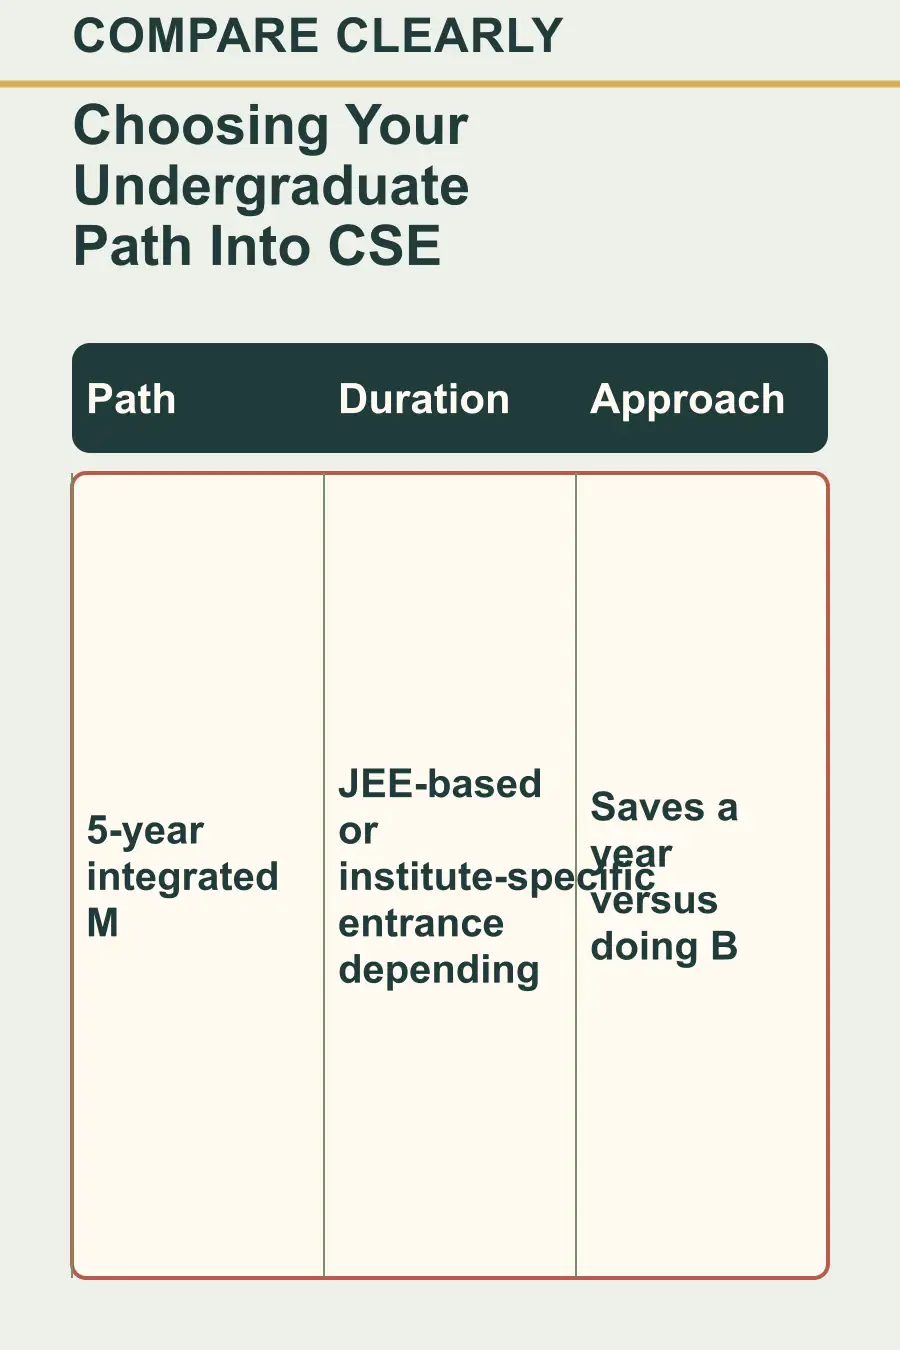 COMPARE CLEARLY
Choosing Your
Undergraduate
Path Into CSE
Path Duration Approach
5-year
integrated
M
JEE-based
or
institute-specific
entrance
depending
Saves a
year
versus
doing B